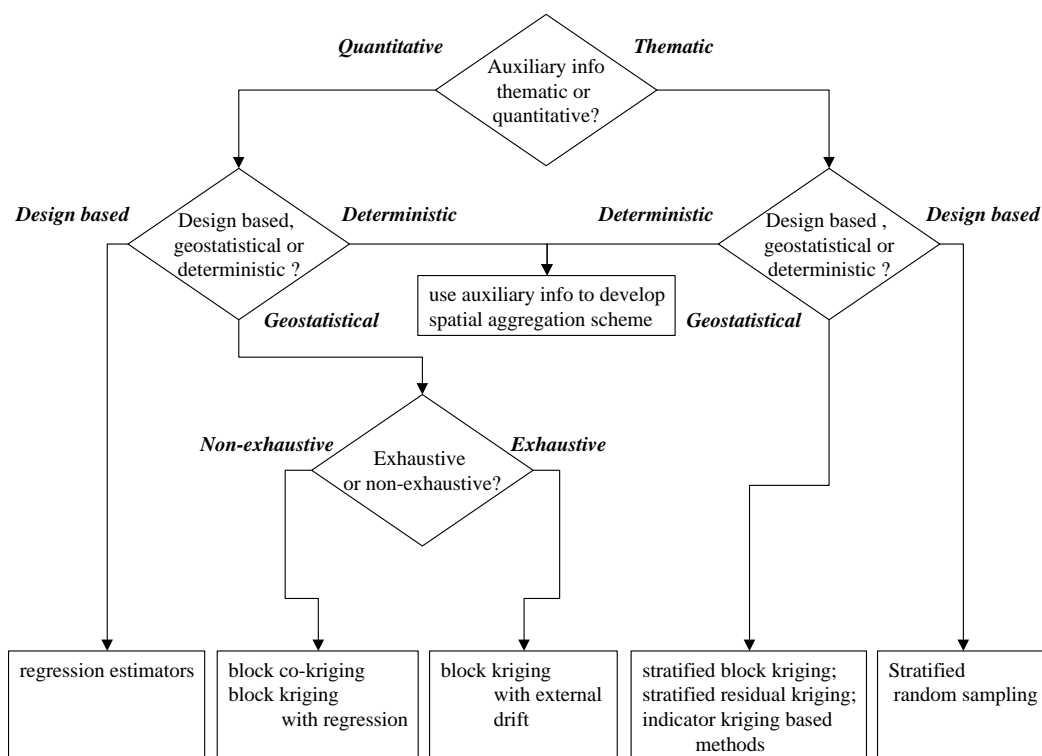 Quantitative
Thematic
Auxiliary info
thematic or
quantitative?
Design based
Design based,
geostatistical or
deterministic ?
Deterministic
Deterministic
Design based ,
geostatistical or
deterministic ?
Design based
use auxiliary info to develop
spatial aggregation scheme
Geostatistical
Geostatistical
Non-exhaustive
Exhaustive
Exhaustive
or non-exhaustive?
regression estimators
block co-kriging
block kriging
with regression
block kriging
with external
drift
stratified block kriging;
stratified residual kriging;
indicator kriging based
methods
Stratified
random sampling